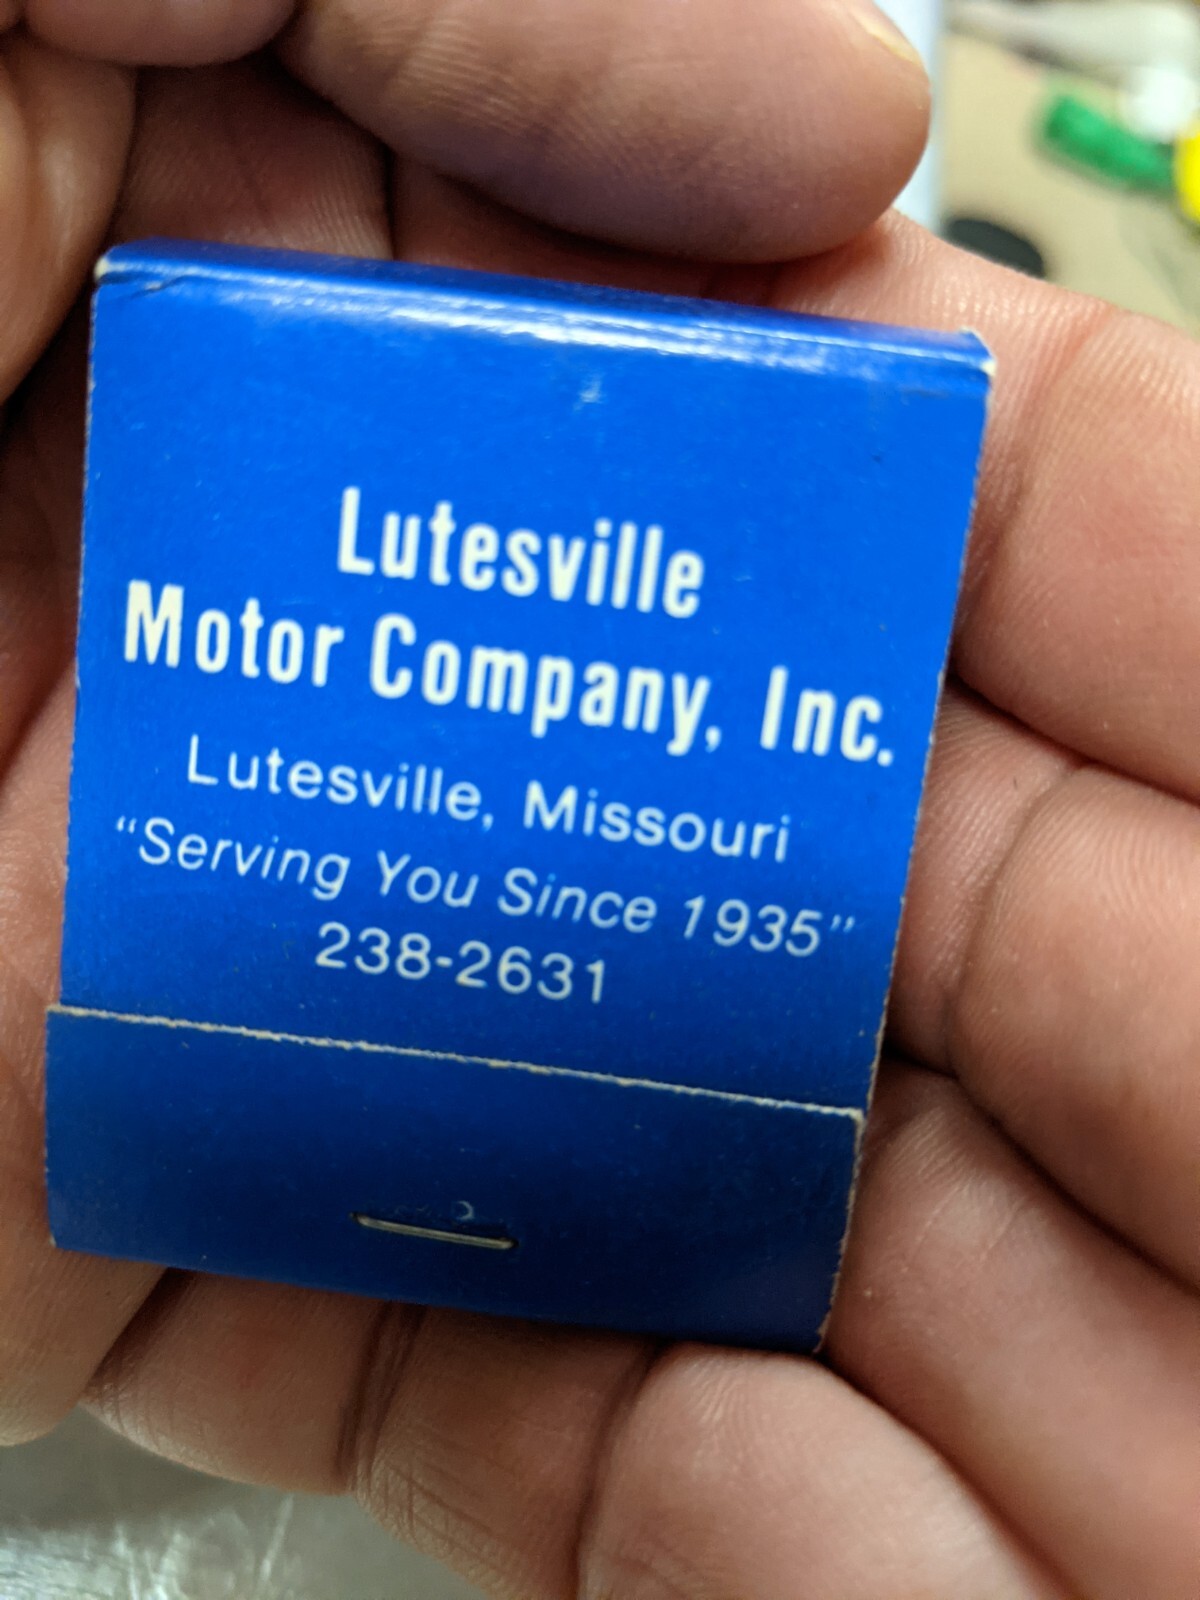 Lutesville
Motor Company, Inc.
Lutesville, Missouri
“Serving You Since 1935”
238-2631